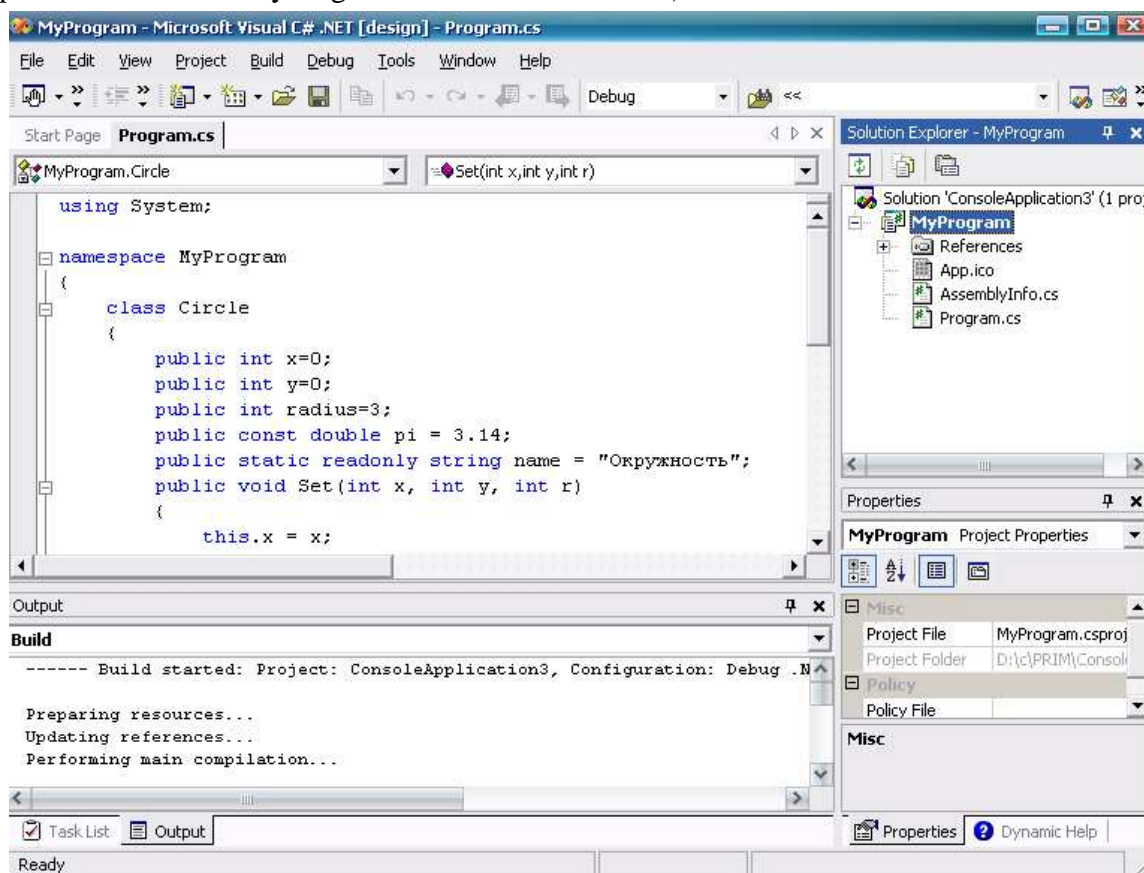 MyProgram - Microsoft Visual C# .NET [design] - Program.cs
File Edit View Project Build Debug Tools Window Help
Debug <<
Start Page Program.cs
MyProgram.Circle Set(int x,int y,int r)
using System;
namespace MyProgram
{
class Circle
{
public int x=0;
public int y=0;
public int radius=3;
public const double pi = 3.14;
public static readonly string name = "Окружность";
public void Set(int x, int y, int r)
{
this.x = x;
Output
Build
------ Build started: Project: ConsoleApplication3, Configuration: Debug .N
Preparing resources...
Updating references...
Performing main compilation...
Task List Output
Ready
Solution Explorer - MyProgram
Solution 'ConsoleApplication3' (1 pro
MyProgram
References
App.ico
AssemblyInfo.cs
Program.cs
Properties
MyProgram Project Properties
Misc
Project File MyProgram.csproj
Project Folder D:\c\PRIM\Consol
Policy
Policy File
Misc
Properties Dynamic Help